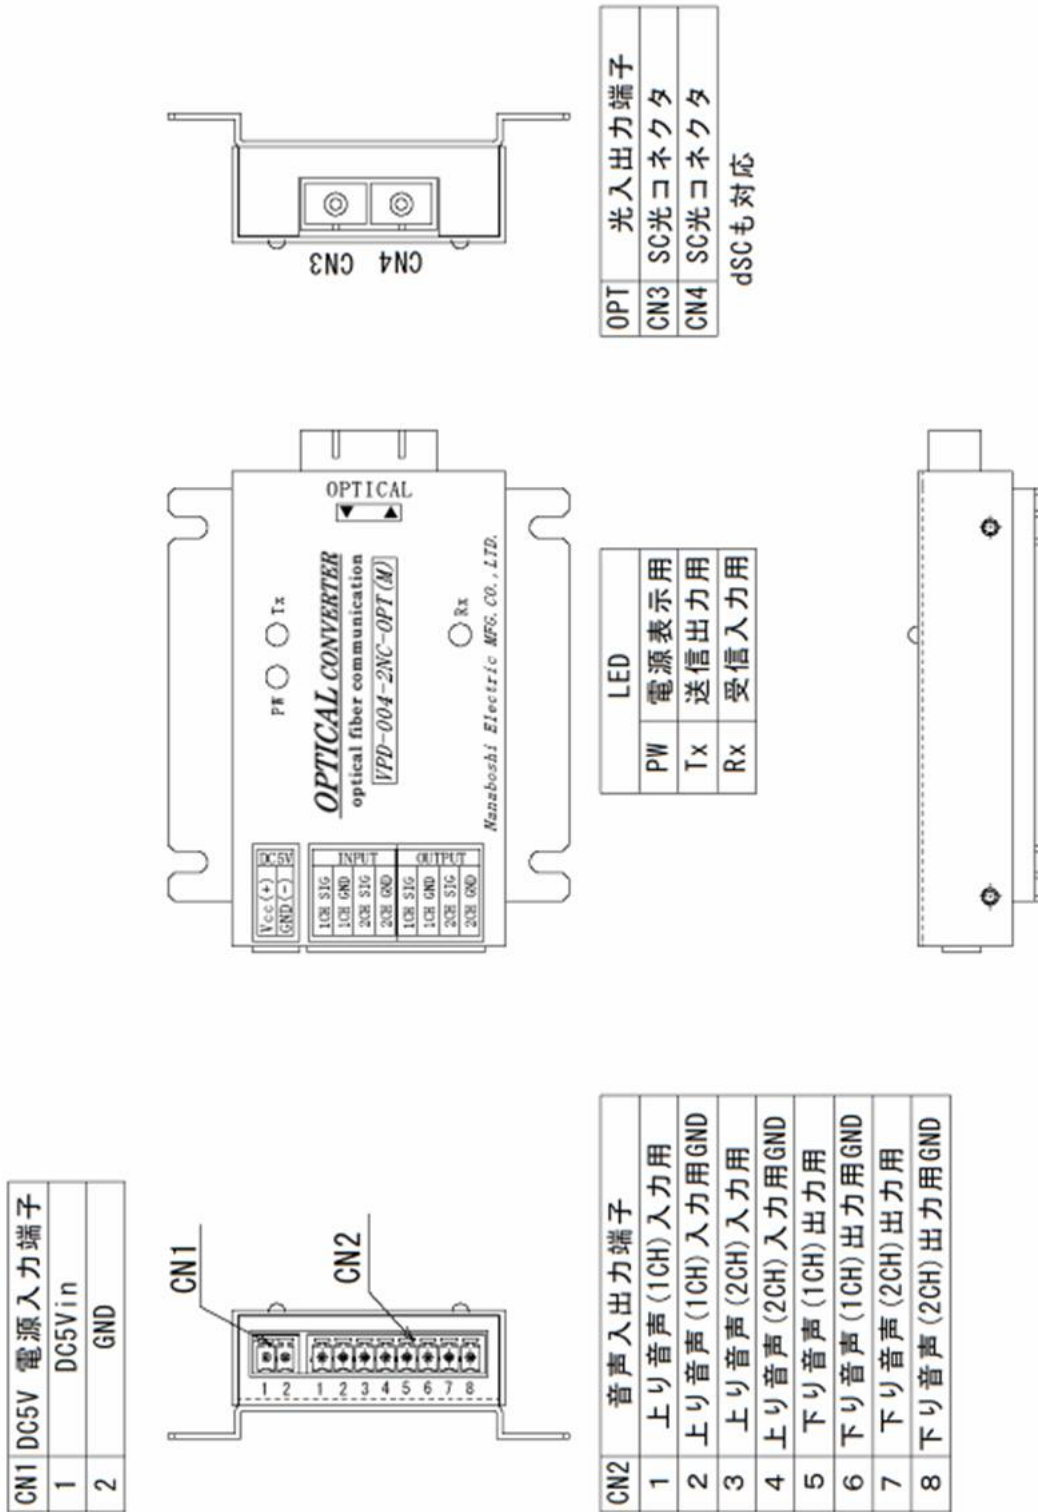 CN1 DC5V 電源入力端子
1 DC5Vin
2 GND
CN1
CN2
1
2
1
2
3
4
5
6
7
8
CN2 音声入出力端子
1 上り音声(1CH)入力用
2 上り音声(1CH)入力用GND
3 上り音声(2CH)入力用
4 上り音声(2CH)入力用GND
5 下り音声(1CH)出力用
6 下り音声(1CH)出力用GND
7 下り音声(2CH)出力用
8 下り音声(2CH)出力用GND
DC5V
Vcc(+)
GND(-)
INPUT
1CH SIG
1CH GND
2CH SIG
2CH GND
OUTPUT
1CH SIG
1CH GND
2CH SIG
2CH GND
PW Tx
OPTICAL CONVERTER
optical fiber communication
VPD-004-2NC-OPT(M)
OPTICAL
Rx
Nanaboshi Electric MFG. CO., LTD.
LED
PW 電源表示用
Tx 送信出力用
Rx 受信入力用
CN3
CN4
OPT 光入出力端子
CN3 SC光コネクタ
CN4 SC光コネクタ
dSCも対応